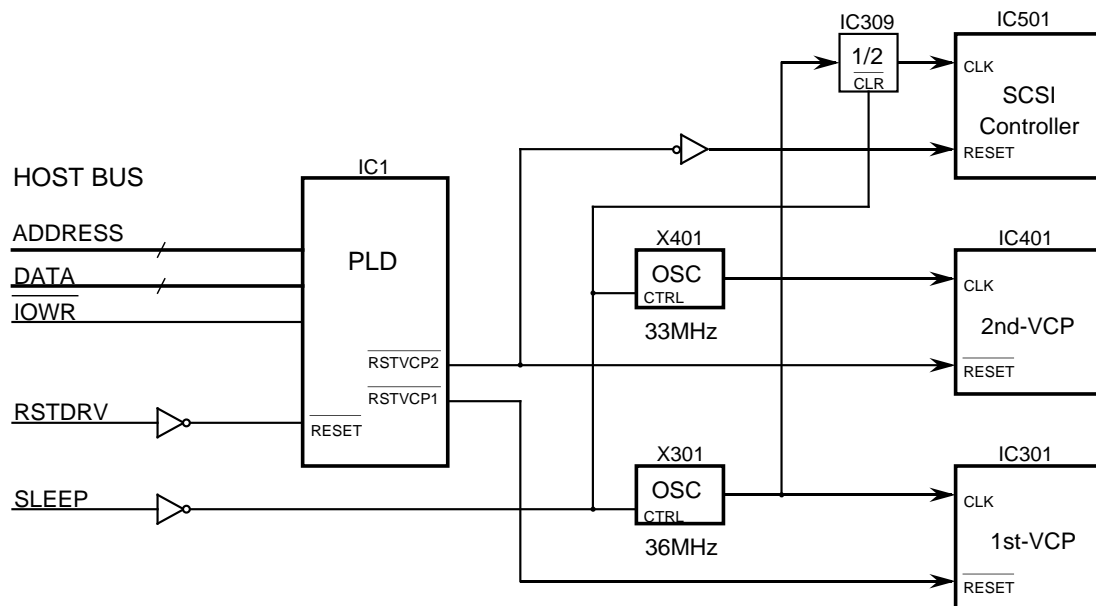 IC309
IC501
1/2
CLR
CLK
SCSI
Controller
RESET
IC1
HOST BUS
ADDRESS
DATA
IOWR
PLD
RSTVCP2
RSTVCP1
RSTDRV
RESET
SLEEP
X401
OSC
CTRL
33MHz
IC401
CLK
2nd-VCP
RESET
X301
OSC
CTRL
36MHz
IC301
CLK
1st-VCP
RESET